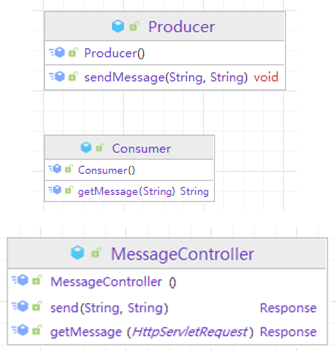 Producer
Producer()
sendMessage(String, String) void
Consumer
Consumer()
getMessage(String) String
MessageController
MessageController ()
send(String, String) Response
getMessage (HttpServletRequest) Response